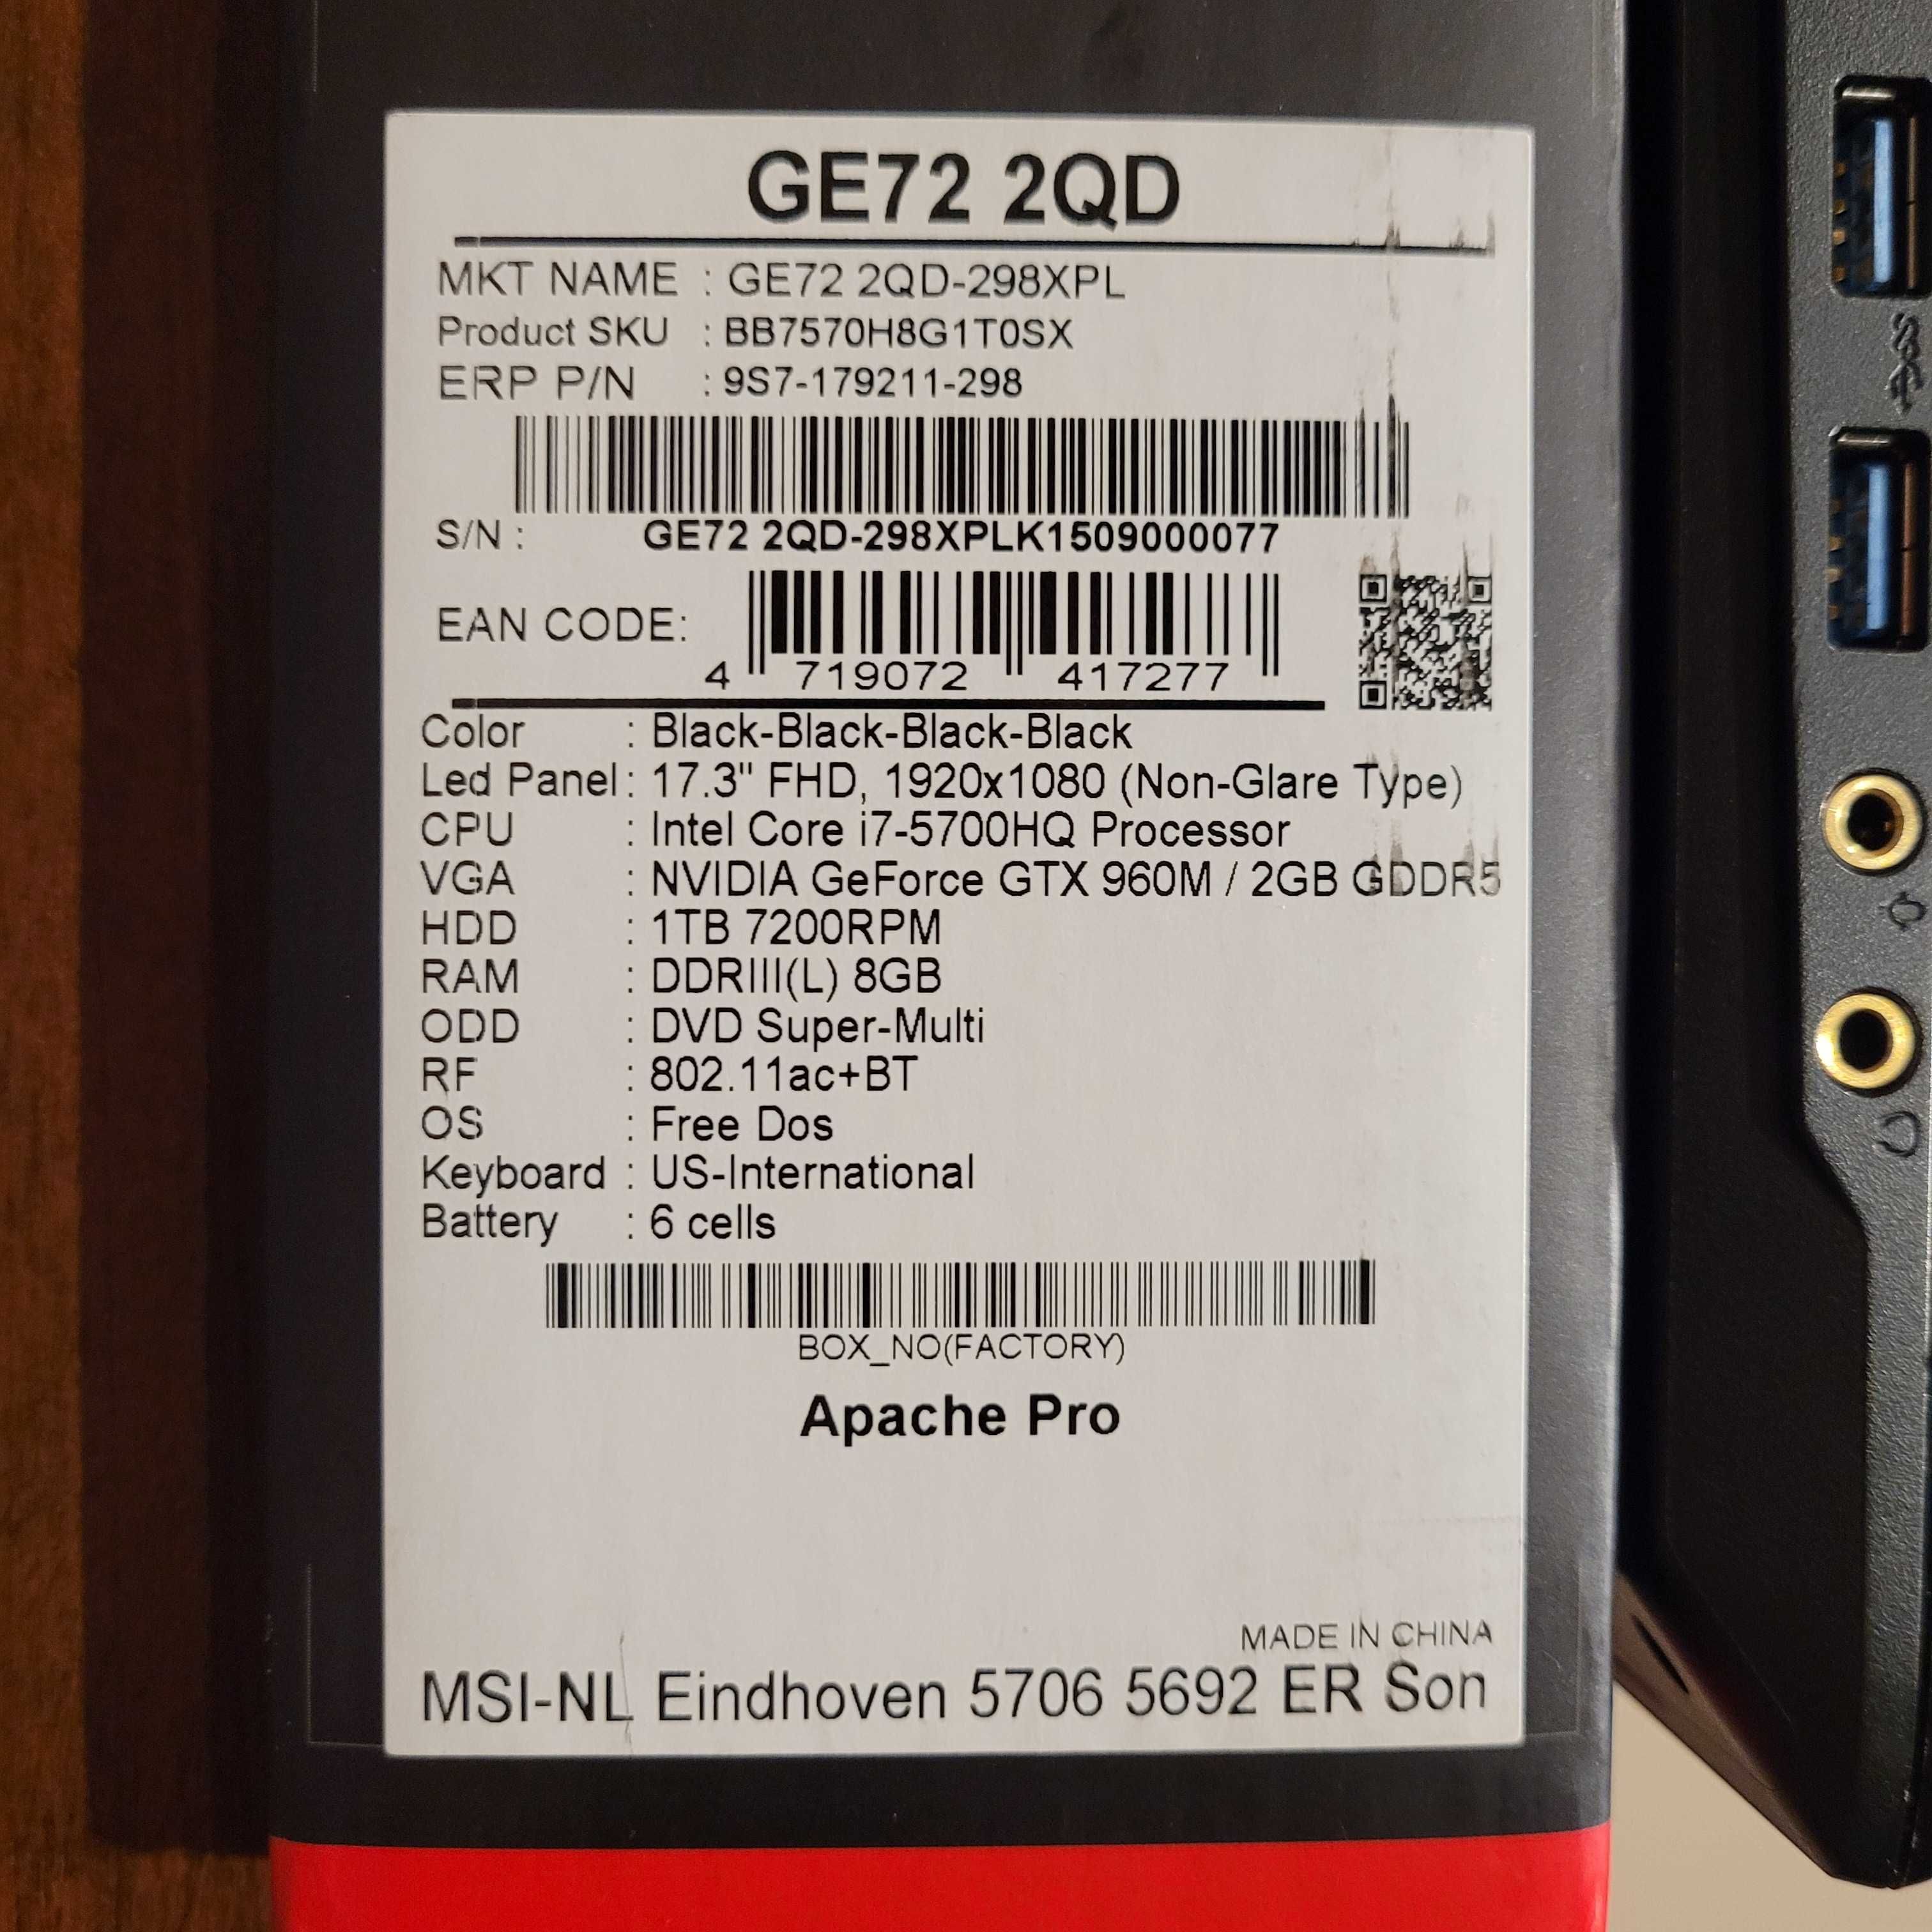 GE72 2QD
MKT NAME : GE72 2QD-298XPL
Product SKU : BB7570H8G1T0SX
ERP P/N : 9S7-179211-298
S/N : GE72 2QD-298XPLK1509000077
EAN CODE: 4 719072 417277
Color : Black-Black-Black-Black
Led Panel : 17.3" FHD, 1920x1080 (Non-Glare Type)
CPU : Intel Core i7-5700HQ Processor
VGA : NVIDIA GeForce GTX 960M / 2GB GDDR5
HDD : 1TB 7200RPM
RAM : DDRIII(L) 8GB
ODD : DVD Super-Multi
RF : 802.11ac+BT
OS : Free Dos
Keyboard : US-International
Battery : 6 cells
BOX_NO(FACTORY)
Apache Pro
MADE IN CHINA
MSI-NL Eindhoven 5706 5692 ER Son